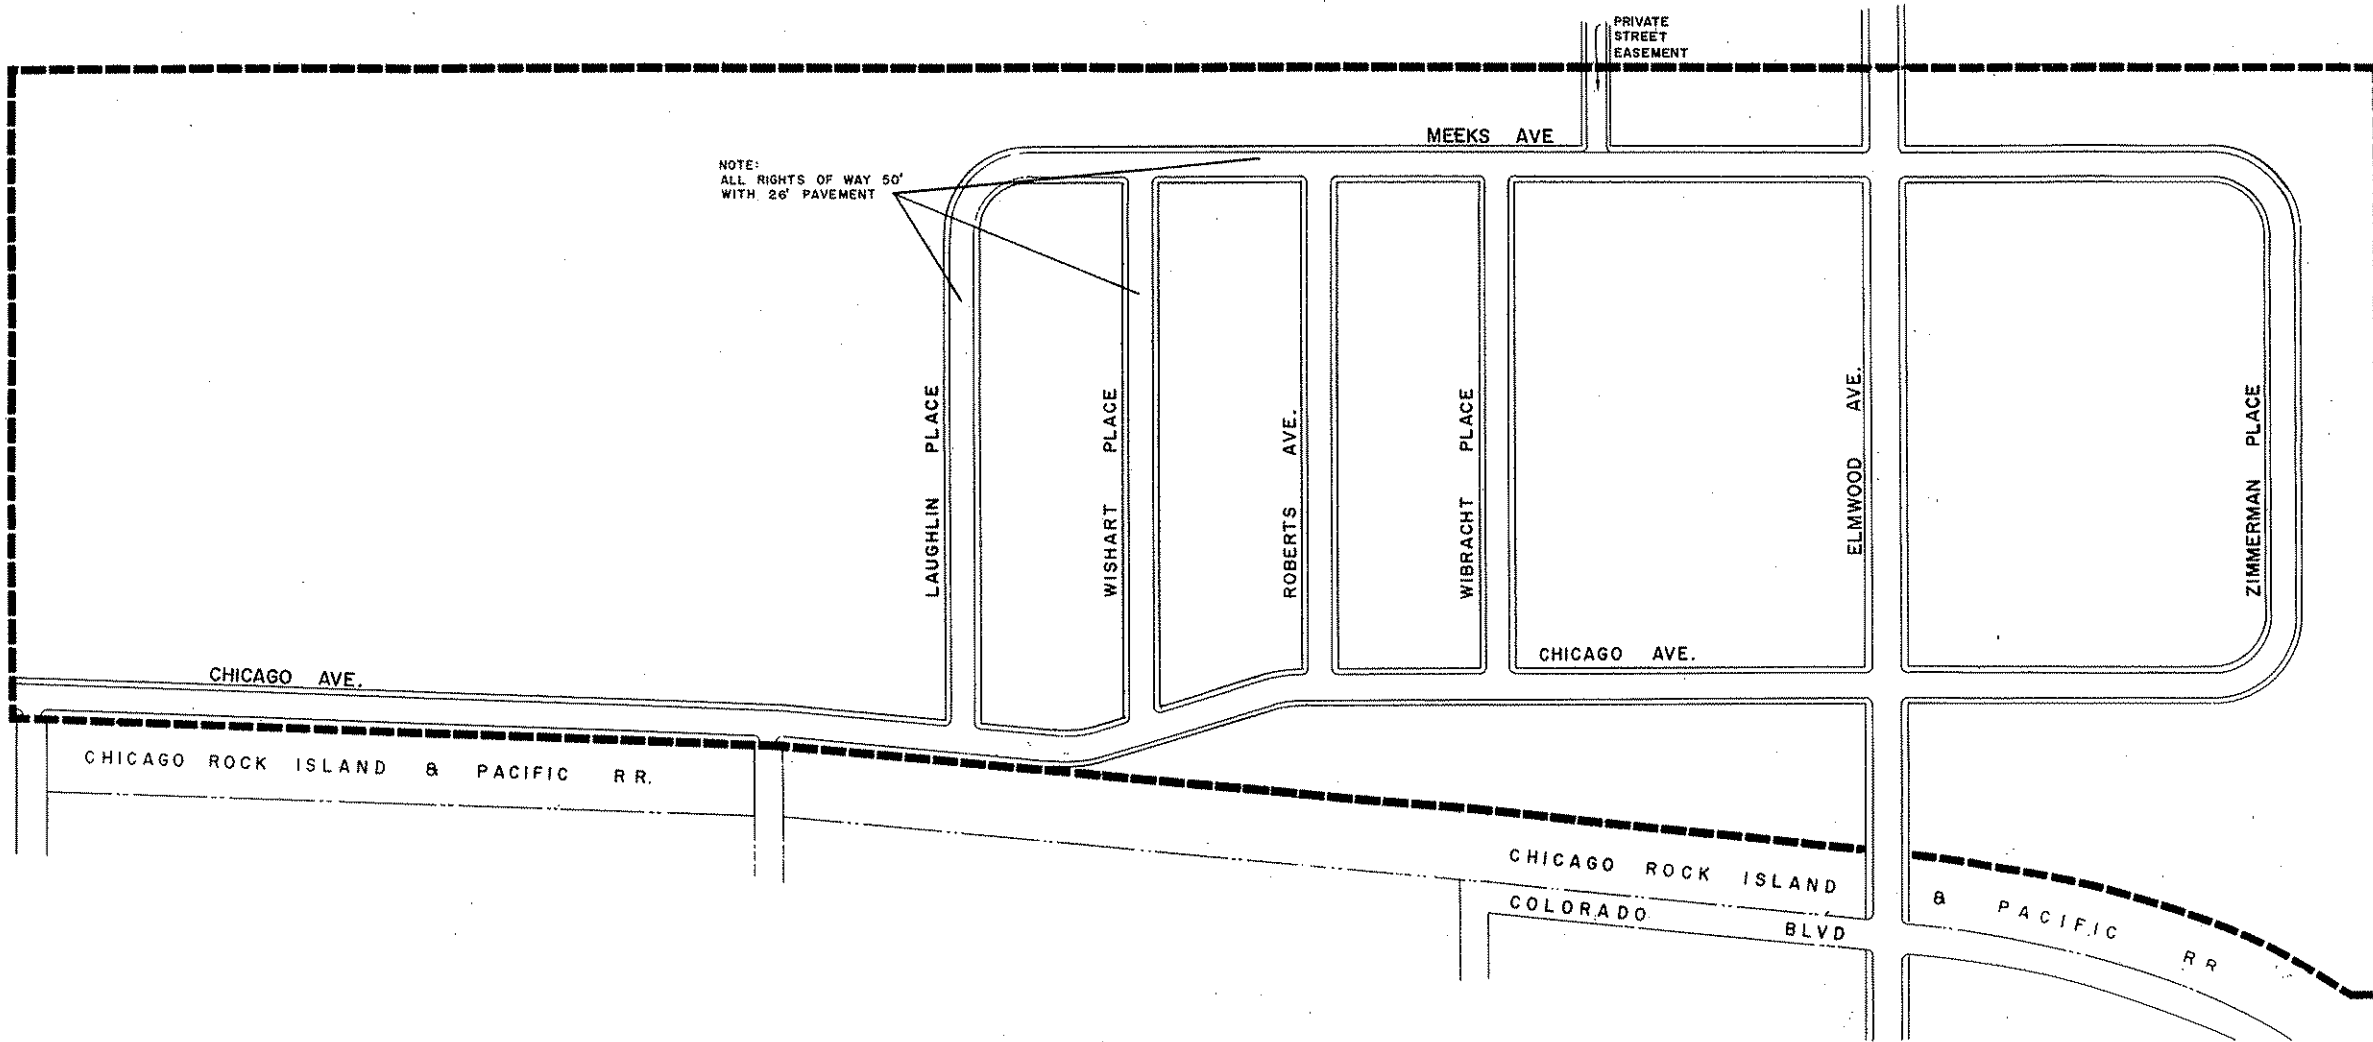 PRIVATE
STREET
EASEMENT
MEEKS AVE
NOTE:
ALL RIGHTS OF WAY 50'
WITH 26' PAVEMENT
LAUGHLIN PLACE
WISHART PLACE
ROBERTS AVE.
WIBRACHT PLACE
ELMWOOD AVE.
ZIMMERMAN PLACE
CHICAGO AVE.
CHICAGO AVE.
CHICAGO ROCK ISLAND & PACIFIC R R.
CHICAGO ROCK ISLAND
& PACIFIC R R
COLORADO BLVD